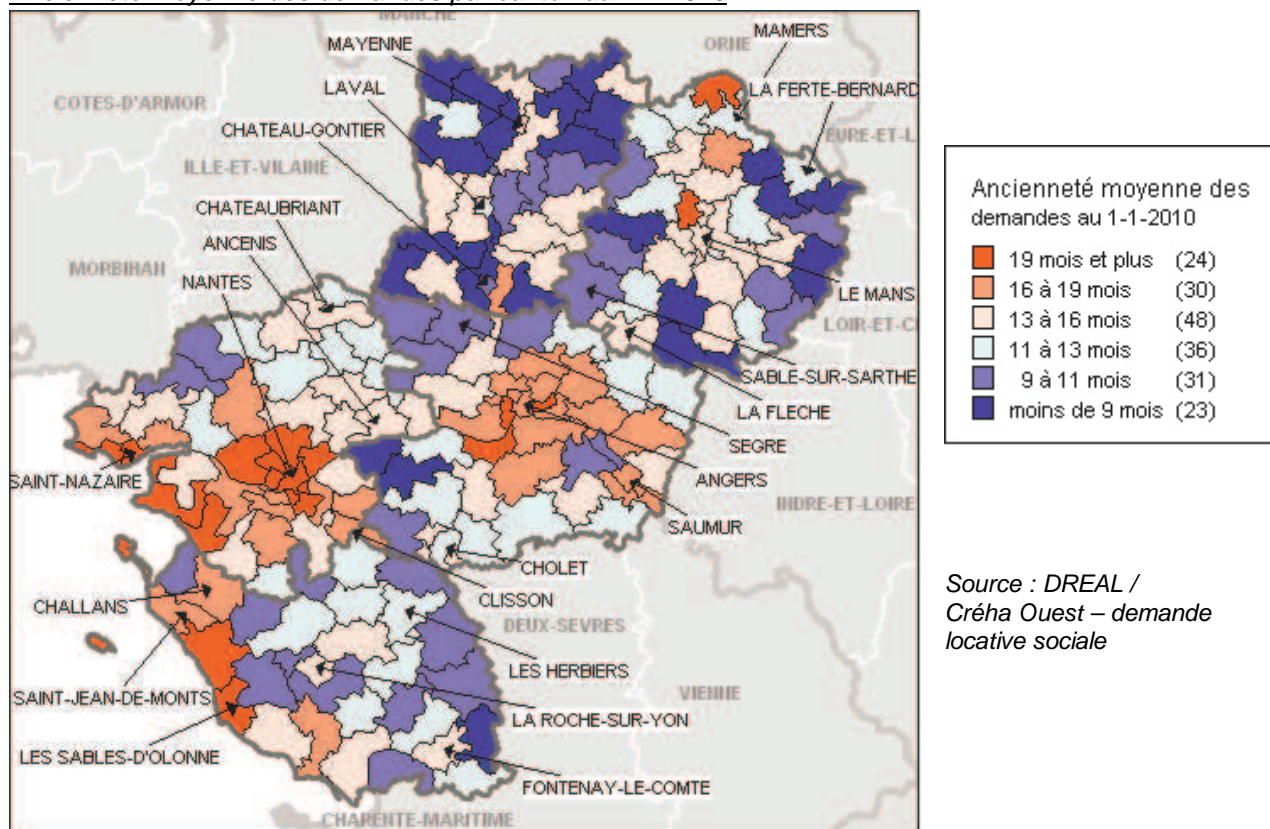 MAYENNE
ORNE
MAMERS
COTES-D'ARMOR
LAVAL
LA FERTE-BERNARD
CHATEAU-GONTIER
EURE-ET-L
ILLE-ET-VILAINE
CHATEAUBRIANT
ANCENIS
MORBIHAN
NANTES
LE MANS
LOIR-ET-C
SABLE-SUR-SARTHE
LA FLECHE
SEGRE
SAINT-NAZAIRE
ANGERS
INDRE-ET-LOIRE
SAUMUR
CHOLET
CHALLANS
CLISSON
DEUX-SEVRES
LES HERBIERS
SAINT-JEAN-DE-MONTS
VIENNE
LA ROCHE-SUR-YON
LES SABLES-D'OLONNE
FONTENAY-LE-COMTE
CHARENTE-MARITIME
Ancienneté moyenne des
demandes au 1-1-2010
19 mois et plus (24)
16 à 19 mois (30)
13 à 16 mois (48)
11 à 13 mois (36)
9 à 11 mois (31)
moins de 9 mois (23)
Source : DREAL /
Créha Ouest – demande
locative sociale